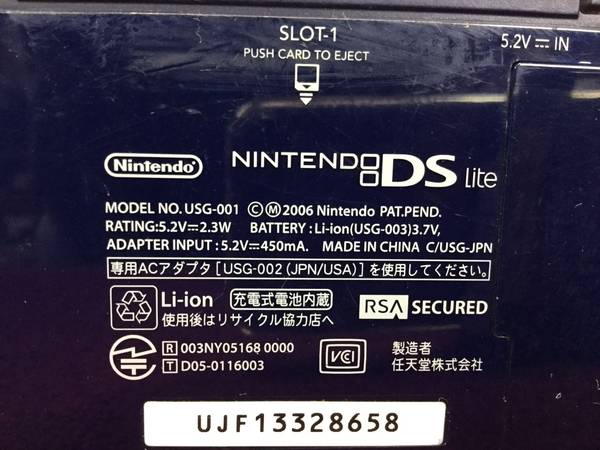 SLOT-1
PUSH CARD TO EJECT
5.2V⎓IN
Nintendo
NINTENDO DS Lite
MODEL NO. USG-001 ©Ⓜ2006 Nintendo PAT.PEND.
RATING:5.2V⎓2.3W BATTERY : Li-ion(USG-003)3.7V,
ADAPTER INPUT : 5.2V⎓450mA. MADE IN CHINA C/USG-JPN
専用ACアダプタ[USG-002(JPN/USA)]を使用してください。
Li-ion 充電式電池内蔵
使用後はリサイクル協力店へ
RSA SECURED
R 003NY05168 0000
T D05-0116003
VCI
製造者
任天堂株式会社
UJF13328658